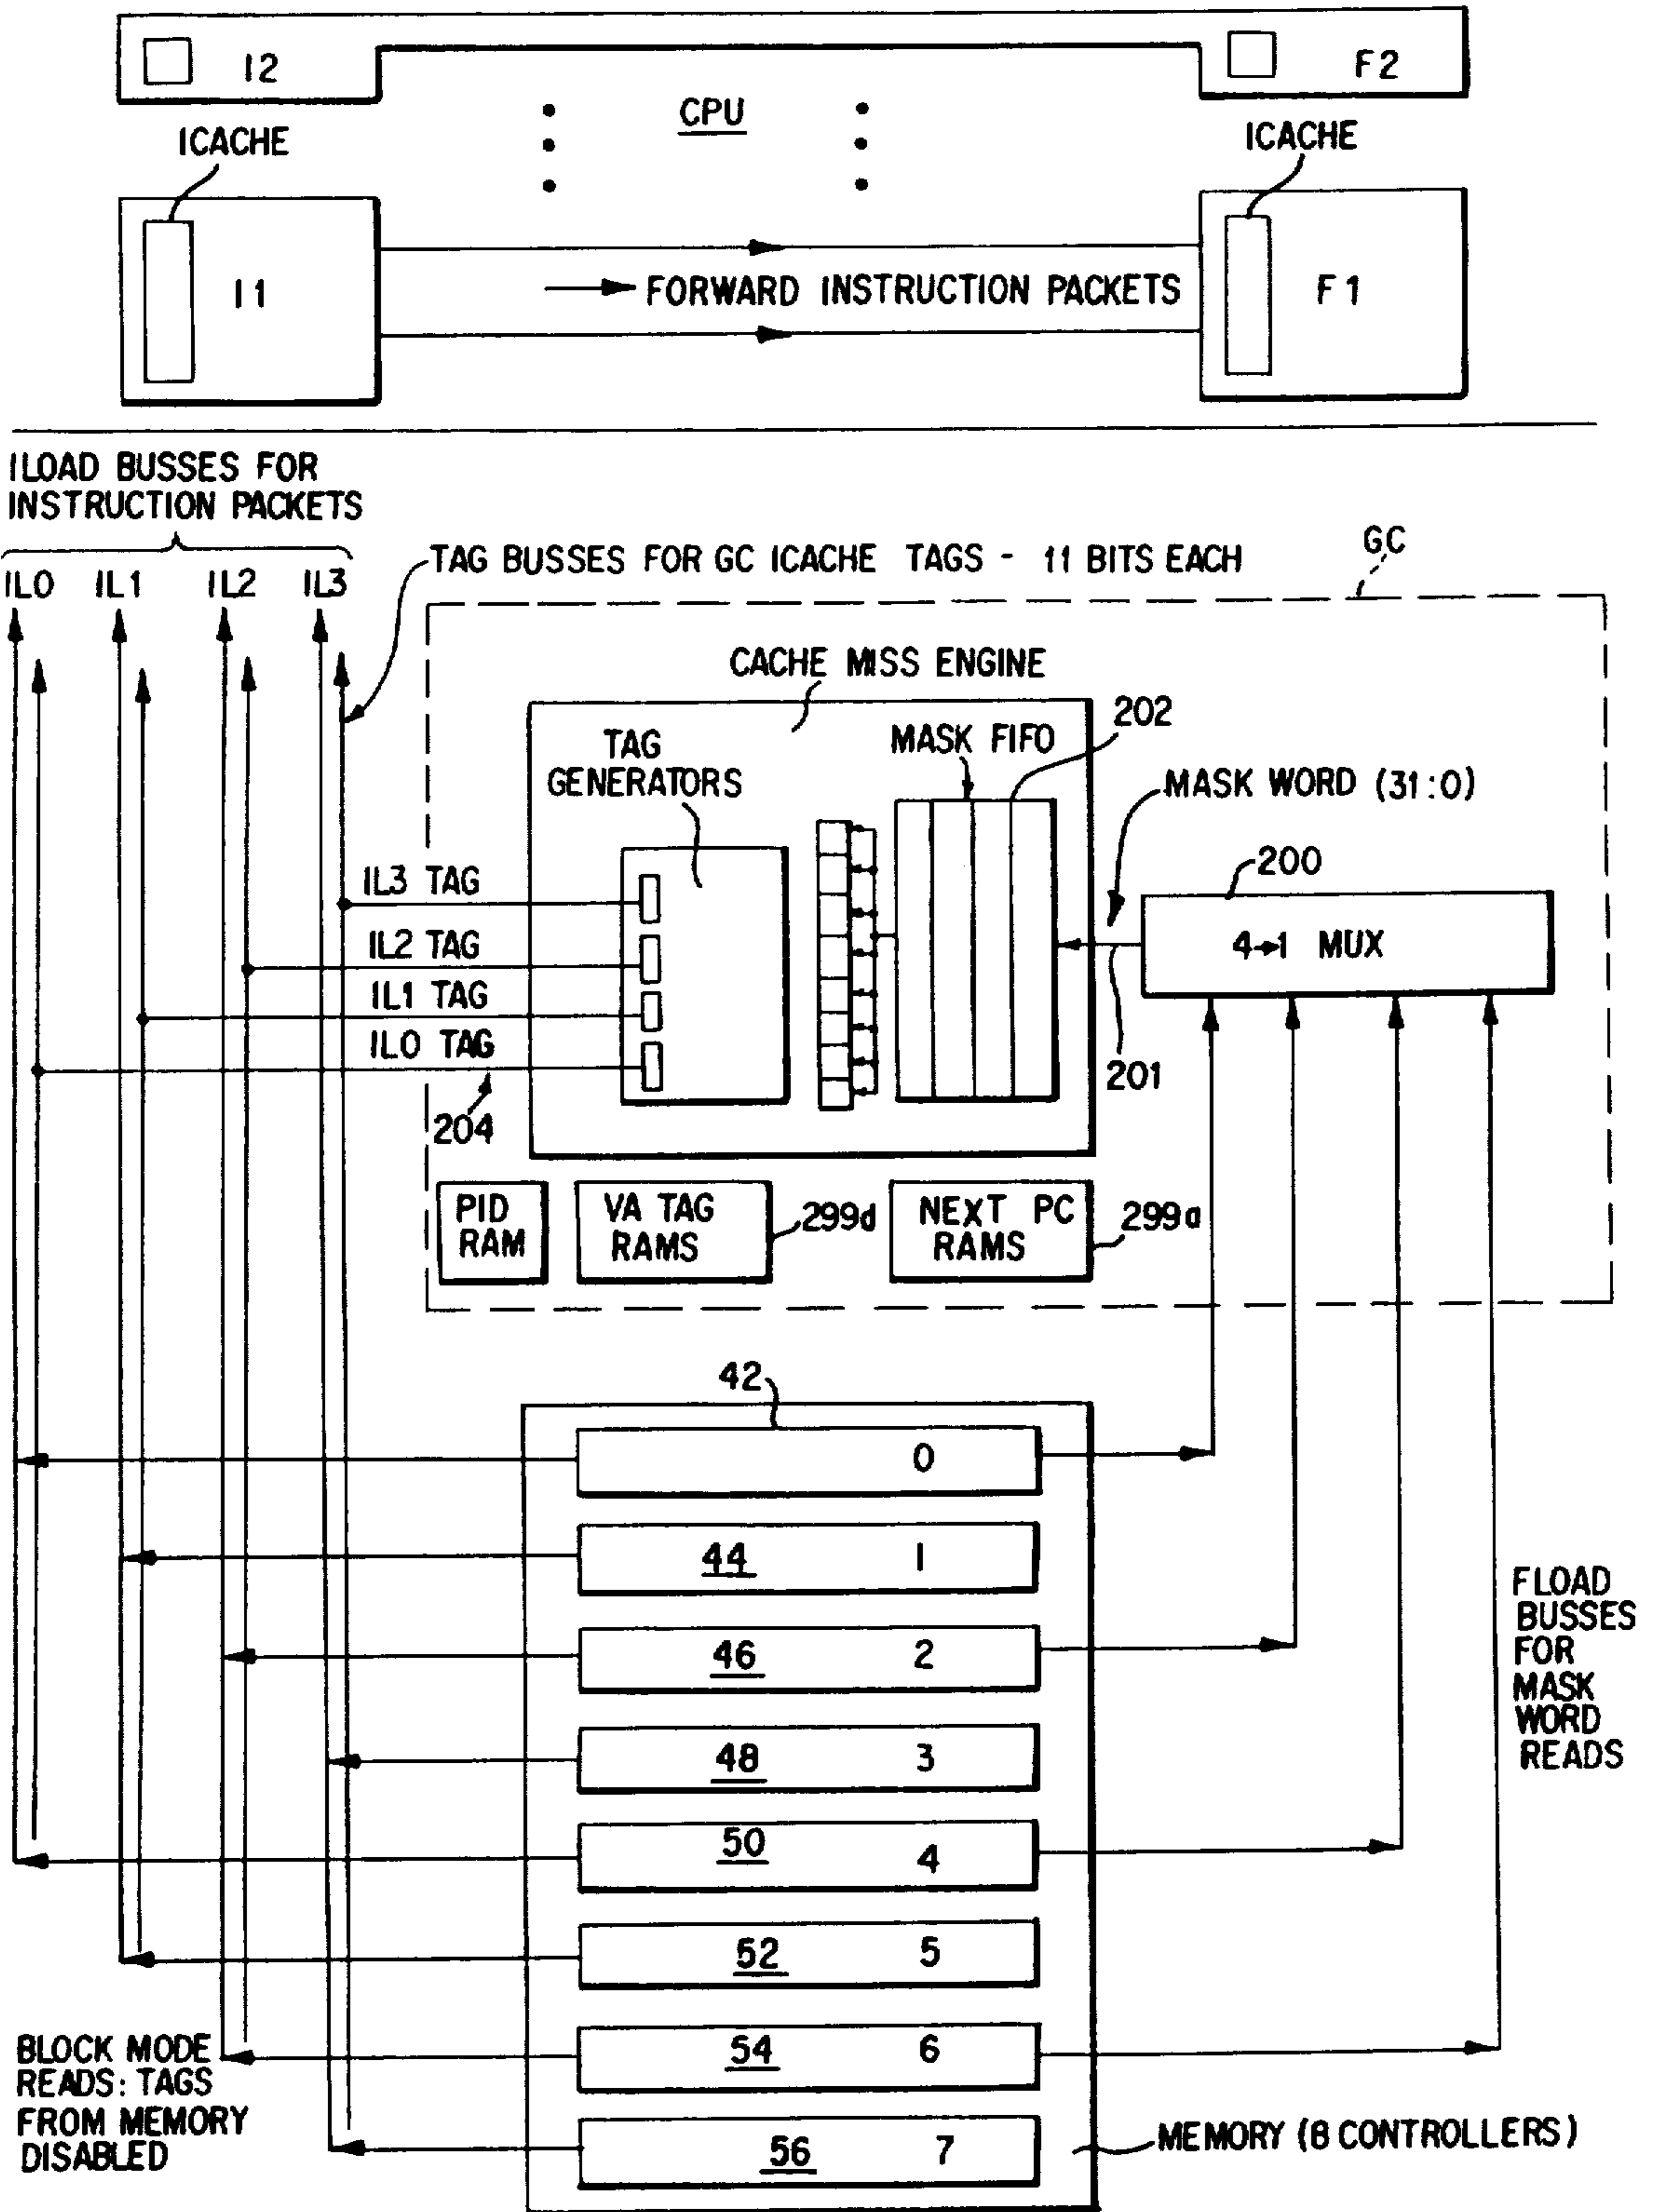 I2
F2
CPU
ICACHE
ICACHE
I1
FORWARD INSTRUCTION PACKETS
F1
ILOAD BUSSES FOR
INSTRUCTION PACKETS
IL0 IL1 IL2 IL3
TAG BUSSES FOR GC ICACHE TAGS - 11 BITS EACH
GC
CACHE MISS ENGINE
202
TAG
GENERATORS
MASK FIFO
MASK WORD (31:0)
200
IL3 TAG
IL2 TAG
IL1 TAG
IL0 TAG
4→1 MUX
201
204
PID
RAM
VA TAG
RAMS
299d
NEXT PC
RAMS
299a
42
0
44 1
46 2
48 3
50 4
52 5
54 6
56 7
FLOAD
BUSSES
FOR
MASK
WORD
READS
BLOCK MODE
READS: TAGS
FROM MEMORY
DISABLED
MEMORY (8 CONTROLLERS)